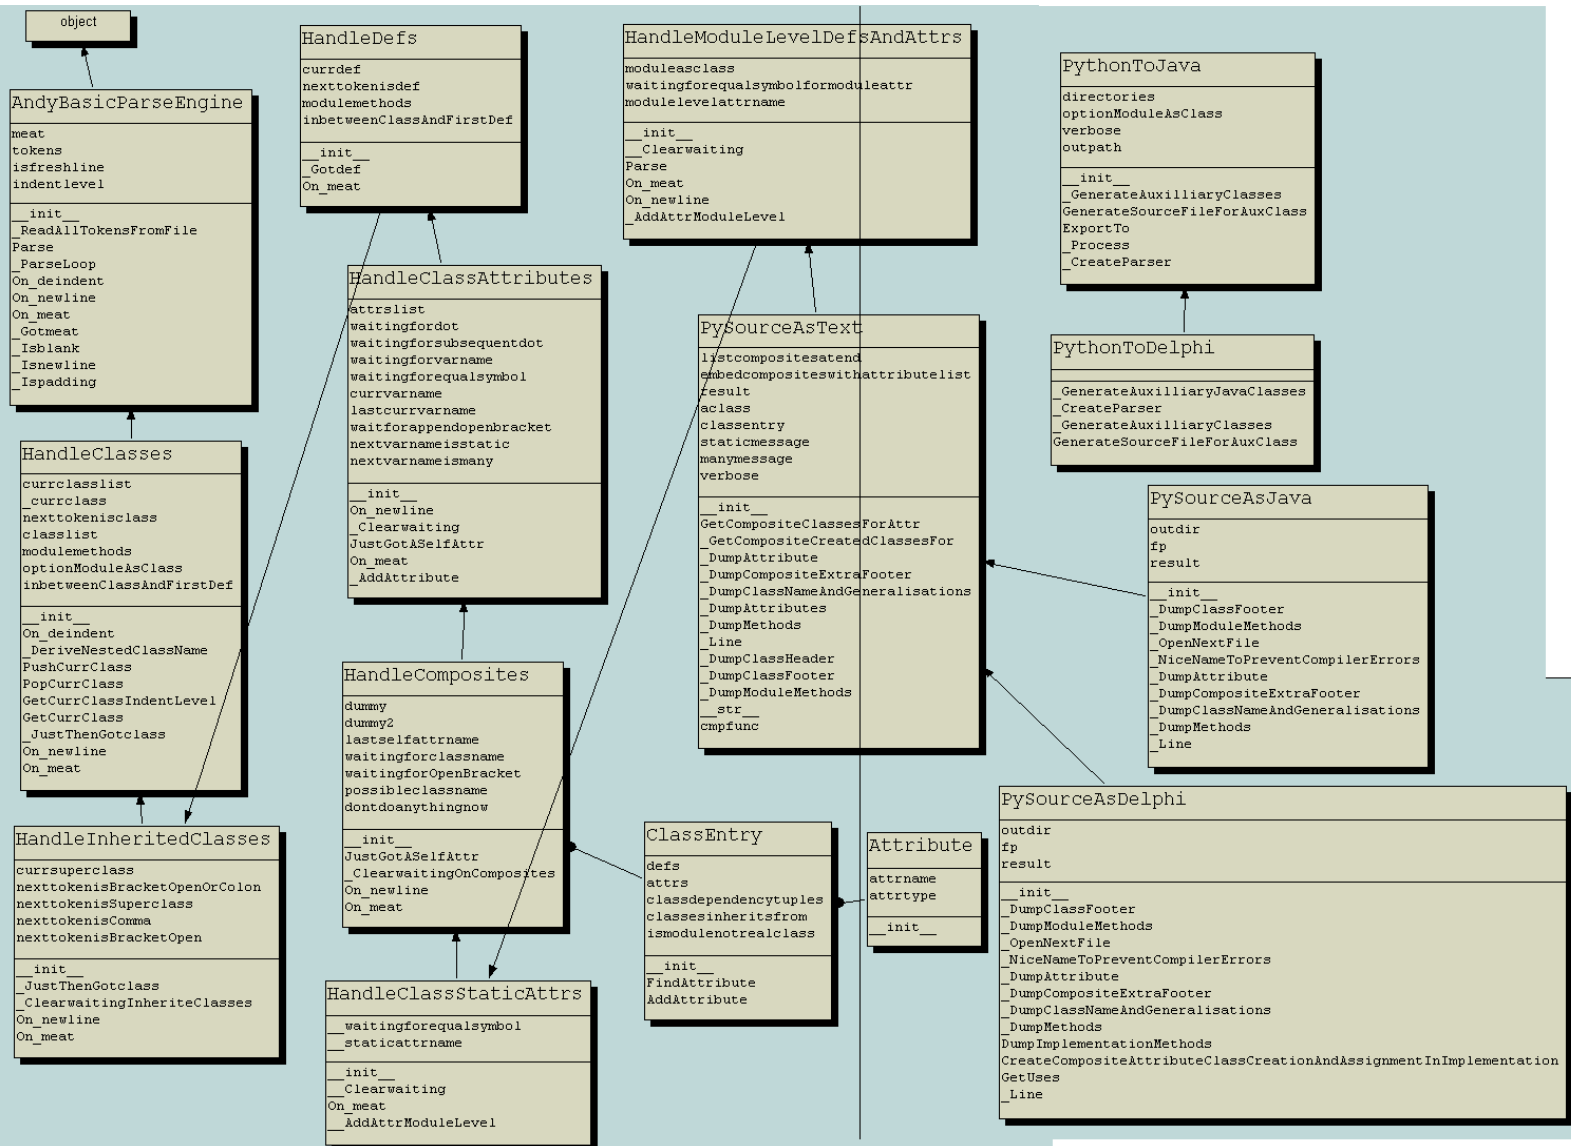 object
AndyBasicParseEngine
meat
tokens
isfreshline
indentlevel
__init__
_ReadAllTokensFromFile
Parse
_ParseLoop
On_deindent
On_newline
On_meat
_Gotmeat
_Isblank
_Isnewline
_Ispadding
HandleClasses
currclasslist
_currclass
nexttokenisclass
classlist
modulemethods
optionModuleAsClass
inbetweenClassAndFirstDef
__init__
On_deindent
_DeriveNestedClassName
PushCurrClass
PopCurrClass
GetCurrClassIndentLevel
GetCurrClass
_JustThenGotclass
On_newline
On_meat
HandleInheritedClasses
currsuperclass
nexttokenisBracketOpenOrColon
nexttokenisSuperclass
nexttokenisComma
nexttokenisBracketOpen
__init__
_JustThenGotclass
_ClearwaitingInheriteClasses
On_newline
On_meat
HandleDefs
currdef
nexttokenisdef
modulemethods
inbetweenClassAndFirstDef
__init__
_Gotdef
On_meat
HandleClassAttributes
attrslist
waitingfordot
waitingforsubsequentdot
waitingforvarname
waitingforequalsymbol
currvarname
lastcurrvarname
waitforappendopenbracket
nextvarnameisstatic
nextvarnameismany
__init__
On_newline
_Clearwaiting
JustGotASelfAttr
On_meat
_AddAttribute
HandleComposites
dummy
dummy2
lastselfattrname
waitingforclassname
waitingforOpenBracket
possibleclassname
dontdoanythingnow
__init__
JustGotASelfAttr
_ClearwaitingOnComposites
On_newline
On_meat
HandleClassStaticAttrs
__waitingforequalsymbol
__staticattrname
__init__
__Clearwaiting
On_meat
__AddAttrModuleLevel
HandleModuleLevelDefsAndAttrs
moduleasclass
waitingforequalsymbolformoduleattr
modulelevelattrname
__init__
__Clearwaiting
Parse
On_meat
On_newline
_AddAttrModuleLevel
PySourceAsText
listcompositesatend
embedcompositeswithattributelist
result
aclass
classentry
staticmessage
manymessage
verbose
__init__
GetCompositeClassesForAttr
_GetCompositeCreatedClassesFor
_DumpAttribute
_DumpCompositeExtraFooter
_DumpClassNameAndGeneralisations
_DumpAttributes
_DumpMethods
_Line
_DumpClassHeader
_DumpClassFooter
_DumpModuleMethods
__str__
cmpfunc
ClassEntry
defs
attrs
classdependencytuples
classesinheritsfrom
ismodulenotrealclass
__init__
FindAttribute
AddAttribute
Attribute
attrname
attrtype
__init__
PythonToJava
directories
optionModuleAsClass
verbose
outpath
__init__
_GenerateAuxilliaryClasses
GenerateSourceFileForAuxClass
ExportTo
_Process
_CreateParser
PythonToDelphi
_GenerateAuxilliaryJavaClasses
_CreateParser
_GenerateAuxilliaryClasses
GenerateSourceFileForAuxClass
PySourceAsJava
outdir
fp
result
__init__
_DumpClassFooter
_DumpModuleMethods
_OpenNextFile
_NiceNameToPreventCompilerErrors
_DumpAttribute
_DumpCompositeExtraFooter
_DumpClassNameAndGeneralisations
_DumpMethods
_Line
PySourceAsDelphi
outdir
fp
result
__init__
_DumpClassFooter
_DumpModuleMethods
_OpenNextFile
_NiceNameToPreventCompilerErrors
_DumpAttribute
_DumpCompositeExtraFooter
_DumpClassNameAndGeneralisations
_DumpMethods
DumpImplementationMethods
CreateCompositeAttributeClassCreationAndAssignmentInImplementation
GetUses
_Line